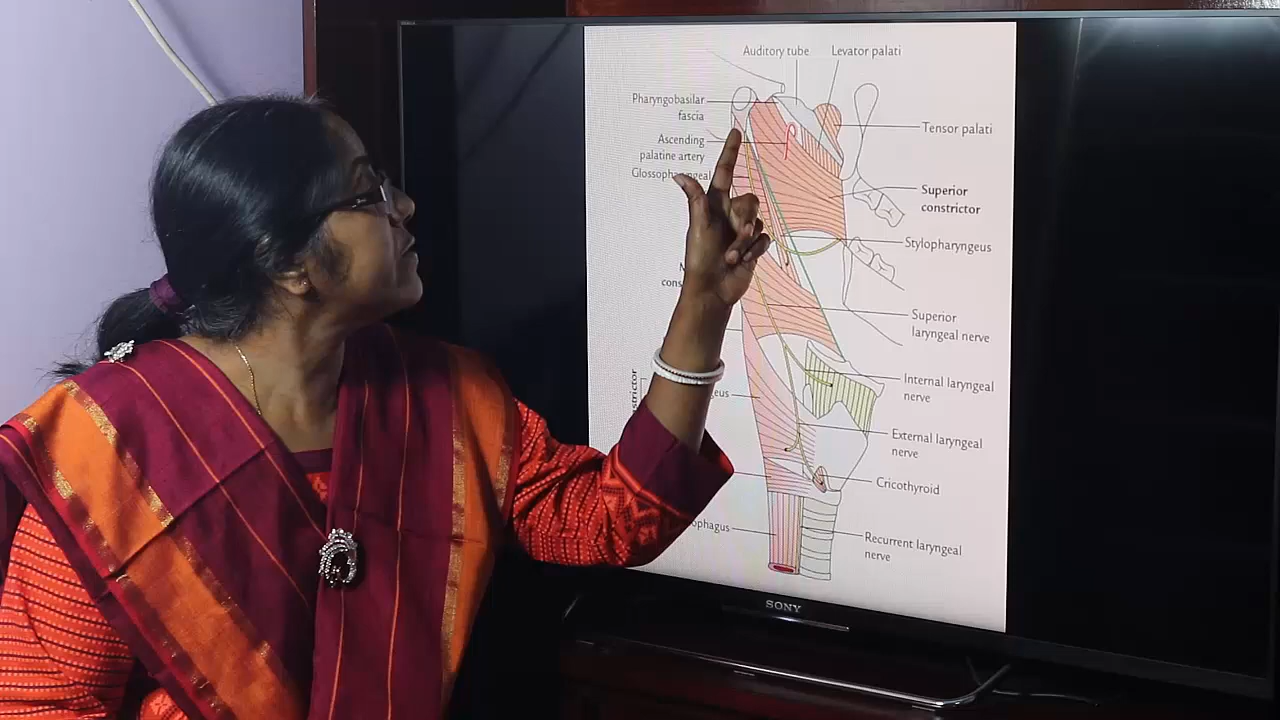 Auditory tube
Levator palati
Pharyngobasilar
fascia
Ascending
palatine artery
Tensor palati
Superior
constrictor
Stylopharyngeus
Superior
laryngeal nerve
Internal laryngeal
nerve
External laryngeal
nerve
Cricothyroid
Recurrent laryngeal
nerve
SONY